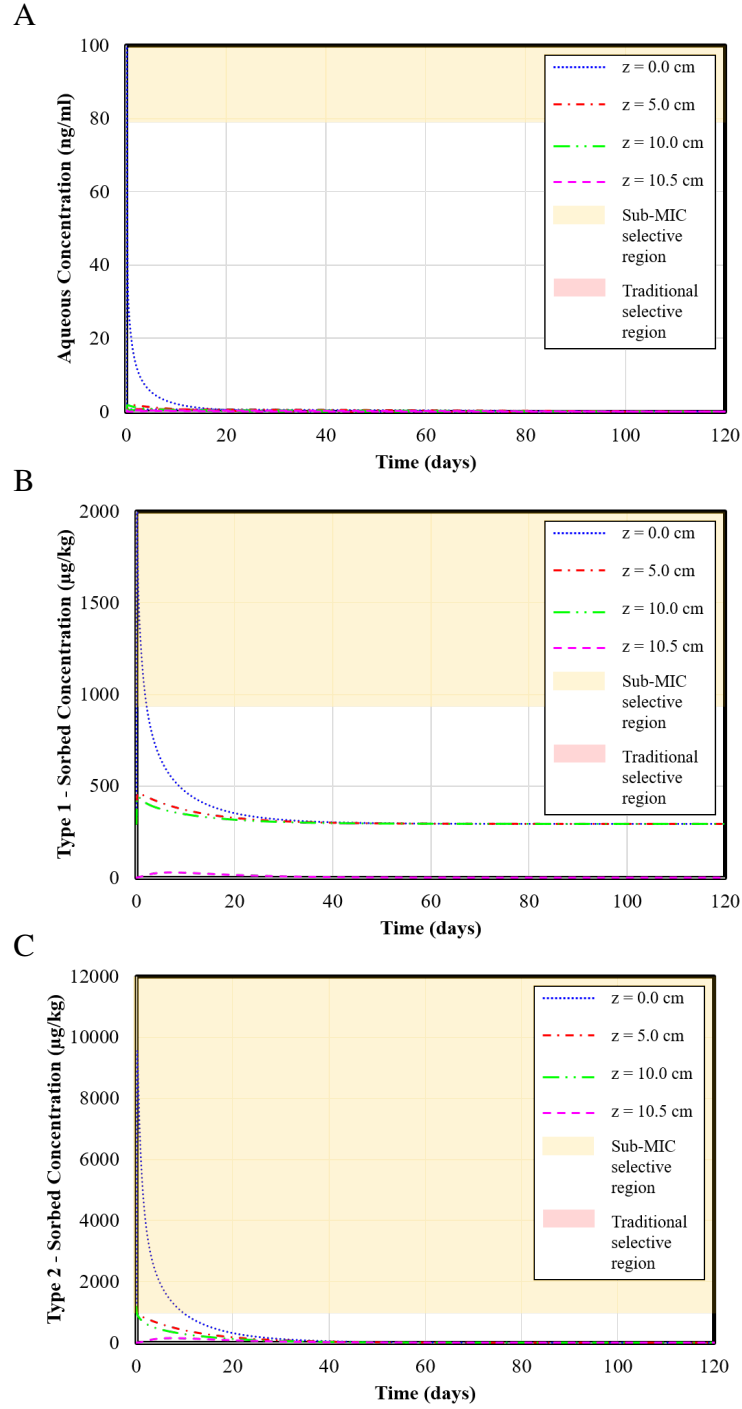 A
Aqueous Concentration (ng/ml)
100
80
60
40
20
0
z = 0.0 cm
z = 5.0 cm
z = 10.0 cm
z = 10.5 cm
Sub-MIC
selective
region
Traditional
selective
region
0 20 40 60 80 100 120
Time (days)
B
Type 1 - Sorbed Concentration (µg/kg)
2000
1500
1000
500
0
z = 0.0 cm
z = 5.0 cm
z = 10.0 cm
z = 10.5 cm
Sub-MIC
selective
region
Traditional
selective
region
0 20 40 60 80 100 120
Time (days)
C
Type 2 - Sorbed Concentration (µg/kg)
12000
10000
8000
6000
4000
2000
0
z = 0.0 cm
z = 5.0 cm
z = 10.0 cm
z = 10.5 cm
Sub-MIC
selective
region
Traditional
selective
region
0 20 40 60 80 100 120
Time (days)